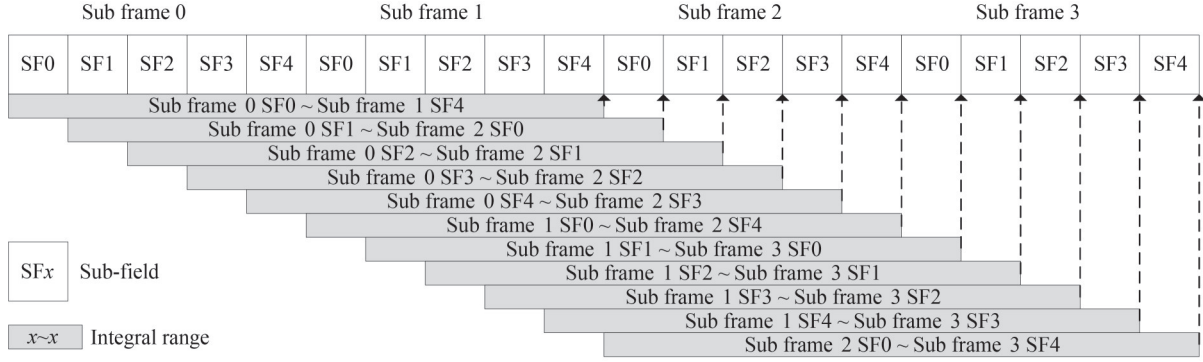 Sub frame 0 Sub frame 1 Sub frame 2 Sub frame 3
SF0 SF1 SF2 SF3 SF4 SF0 SF1 SF2 SF3 SF4 SF0 SF1 SF2 SF3 SF4 SF0 SF1 SF2 SF3 SF4
Sub frame 0 SF0 ~ Sub frame 1 SF4
Sub frame 0 SF1 ~ Sub frame 2 SF0
Sub frame 0 SF2 ~ Sub frame 2 SF1
Sub frame 0 SF3 ~ Sub frame 2 SF2
Sub frame 0 SF4 ~ Sub frame 2 SF3
Sub frame 1 SF0 ~ Sub frame 2 SF4
Sub frame 1 SF1 ~ Sub frame 3 SF0
Sub frame 1 SF2 ~ Sub frame 3 SF1
Sub frame 1 SF3 ~ Sub frame 3 SF2
Sub frame 1 SF4 ~ Sub frame 3 SF3
Sub frame 2 SF0 ~ Sub frame 3 SF4
SFx Sub-field
x~x Integral range